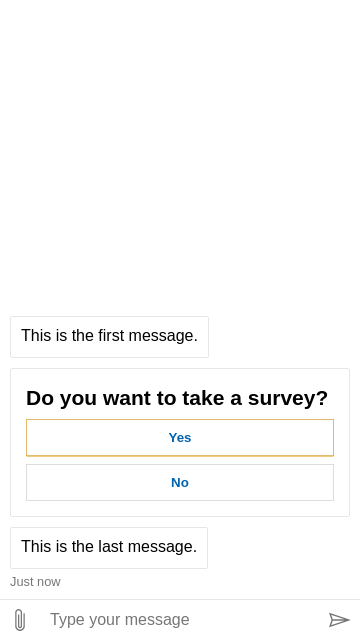 This is the first message.
Do you want to take a survey?
Yes
No
This is the last message.
Just now
Type your message